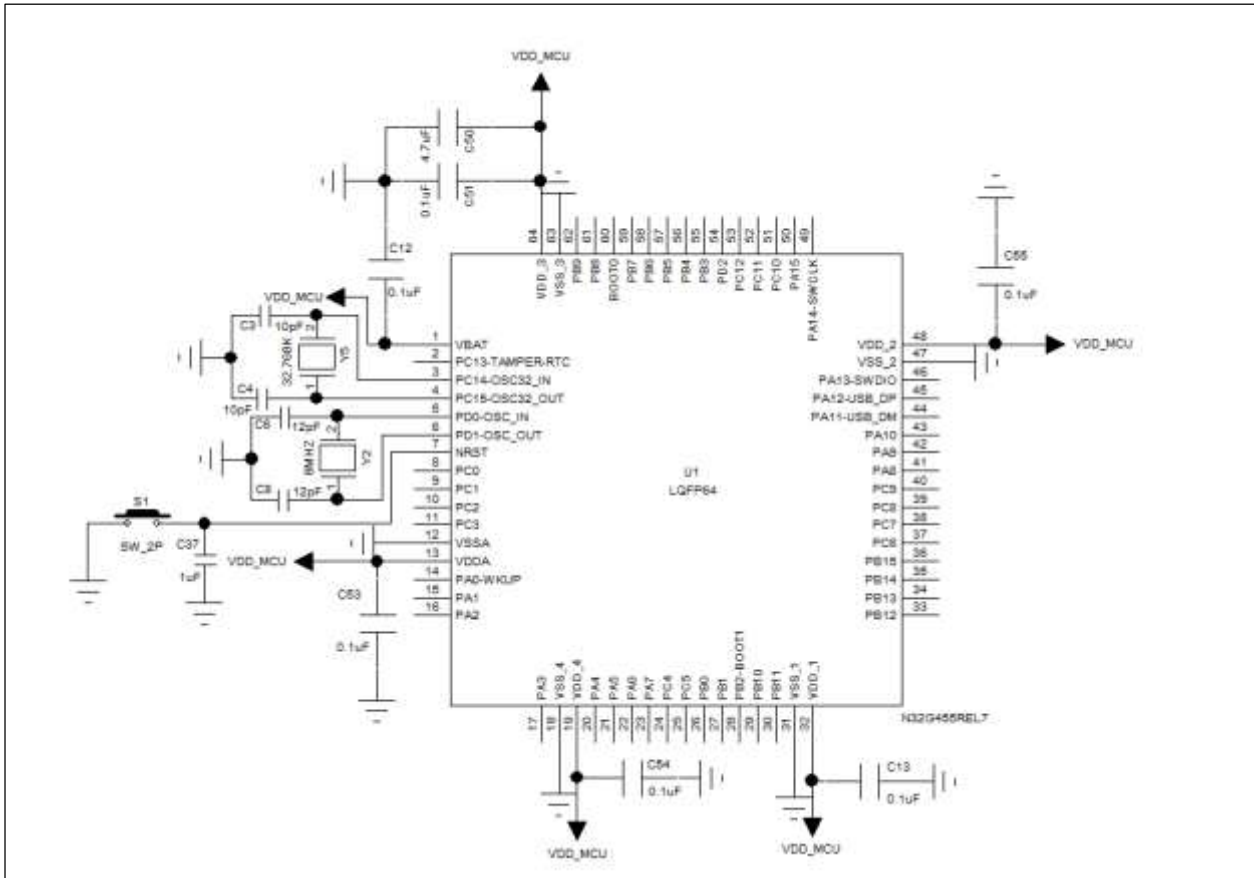 VDD_MCU
4.7uF
C50
0.1uF
C51
C12
0.1uF
64
63
62
61
60
59
58
57
56
55
54
53
52
51
50
49
VDD_3
VSS_3
PB9
PB8
BOOT0
PB7
PB6
PB5
PB4
PB3
PD2
PC12
PC11
PC10
PA15
PA14-SWCLK
C55
0.1uF
VDD_MCU
C3
10pF
2
32.768K
Y5
1
C4
10pF
C6
12pF
2
8MHZ
Y2
1
C8
12pF
S1
SW_2P
C37
1uF
VDD_MCU
C53
0.1uF
1 VBAT
2 PC13-TAMPER-RTC
3 PC14-OSC32_IN
4 PC15-OSC32_OUT
5 PD0-OSC_IN
6 PD1-OSC_OUT
7 NRST
8 PC0
9 PC1
10 PC2
11 PC3
12 VSSA
13 VDDA
14 PA0-WKUP
15 PA1
16 PA2
U1
LQFP64
VDD_2 48
VSS_2 47
PA13-SWDIO 46
PA12-USB_DP 45
PA11-USB_DM 44
PA10 43
PA9 42
PA8 41
PC9 40
PC8 39
PC7 38
PC6 37
PB15 36
PB14 35
PB13 34
PB12 33
VDD_MCU
PA3
VSS_4
VDD_4
PA4
PA5
PA6
PA7
PC4
PC5
PB0
PB1
PB2-BOOT1
PB10
PB11
VSS_1
VDD_1
17
18
19
20
21
22
23
24
25
26
27
28
29
30
31
32
N32G455REL7
C54
0.1uF
VDD_MCU
C13
0.1uF
VDD_MCU